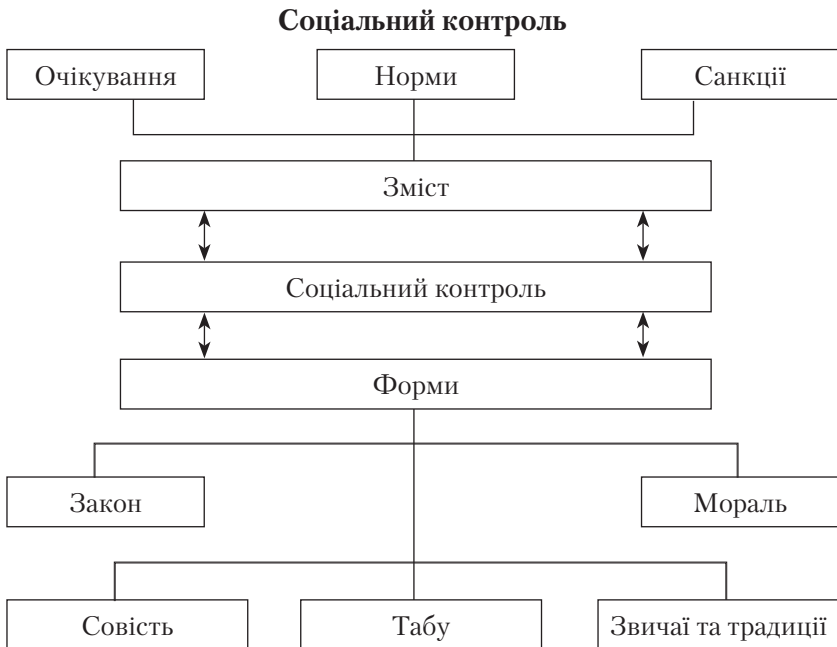 Соціальний контроль
Очікування
Норми
Санкції
Зміст
Соціальний контроль
Форми
Закон
Мораль
Совість
Табу
Звичаї та традиції